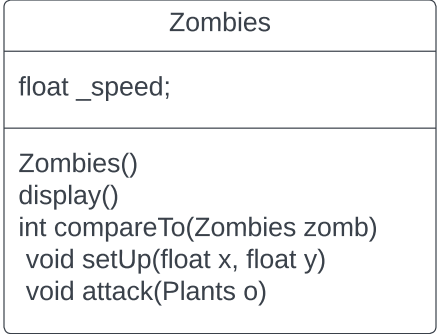 Zombies
float _speed;
Zombies()
display()
int compareTo(Zombies zomb)
void setUp(float x, float y)
void attack(Plants o)